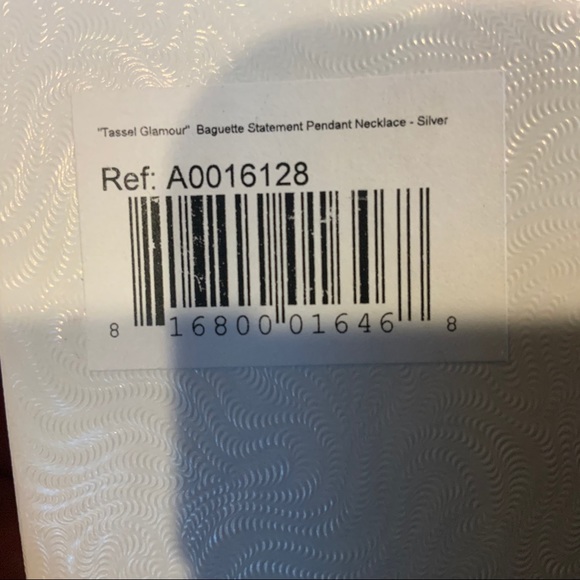 "Tassel Glamour" Baguette Statement Pendant Necklace - Silver
Ref: A0016128
8 16800 01646 8